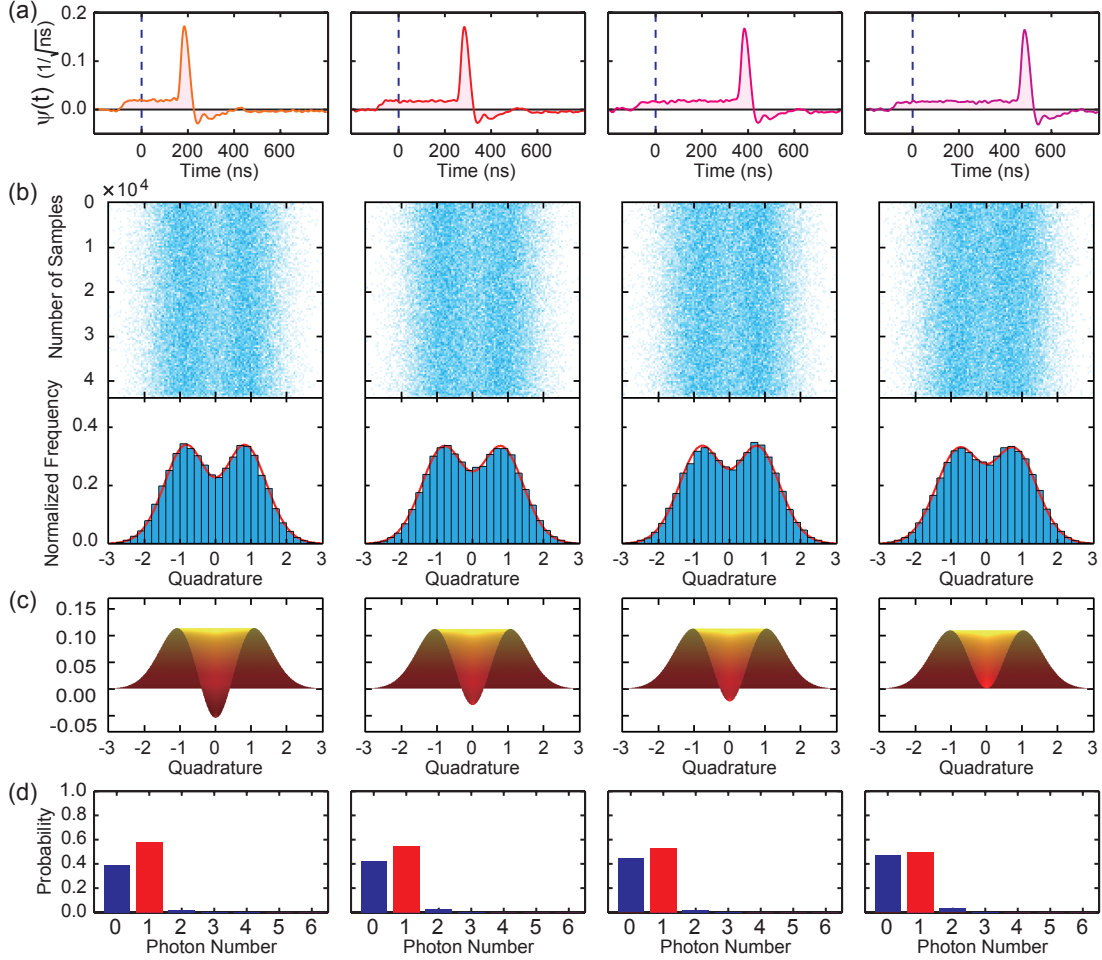 (a)
ψ(t) (1/√ns)
0.2
0.1
0.0
0 200 400 600
0 200 400 600
0 200 400 600
0 200 400 600
Time (ns)
Time (ns)
Time (ns)
Time (ns)
(b)
×10⁴
Number of Samples
0
1
2
3
4
Normalized Frequency
0.4
0.2
0.0
-3 -2 -1 0 1 2 3
-3 -2 -1 0 1 2 3
-3 -2 -1 0 1 2 3
-3 -2 -1 0 1 2 3
Quadrature
Quadrature
Quadrature
Quadrature
(c)
0.15
0.10
0.05
0.00
-0.05
-3 -2 -1 0 1 2 3
-3 -2 -1 0 1 2 3
-3 -2 -1 0 1 2 3
-3 -2 -1 0 1 2 3
Quadrature
Quadrature
Quadrature
Quadrature
(d)
Probability
1.0
0.8
0.6
0.4
0.2
0.0
0 1 2 3 4 5 6
0 1 2 3 4 5 6
0 1 2 3 4 5 6
0 1 2 3 4 5 6
Photon Number
Photon Number
Photon Number
Photon Number